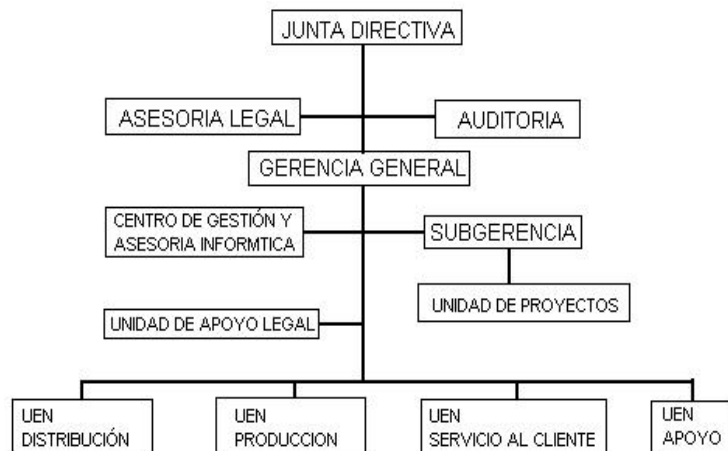 JUNTA DIRECTIVA
ASESORIA LEGAL
AUDITORIA
GERENCIA GENERAL
CENTRO DE GESTIÓN Y
ASESORIA INFORMTICA
SUBGERENCIA
UNIDAD DE PROYECTOS
UNIDAD DE APOYO LEGAL
UEN
DISTRIBUCIÓN
UEN
PRODUCCION
UEN
SERVICIO AL CLIENTE
UEN
APOYO